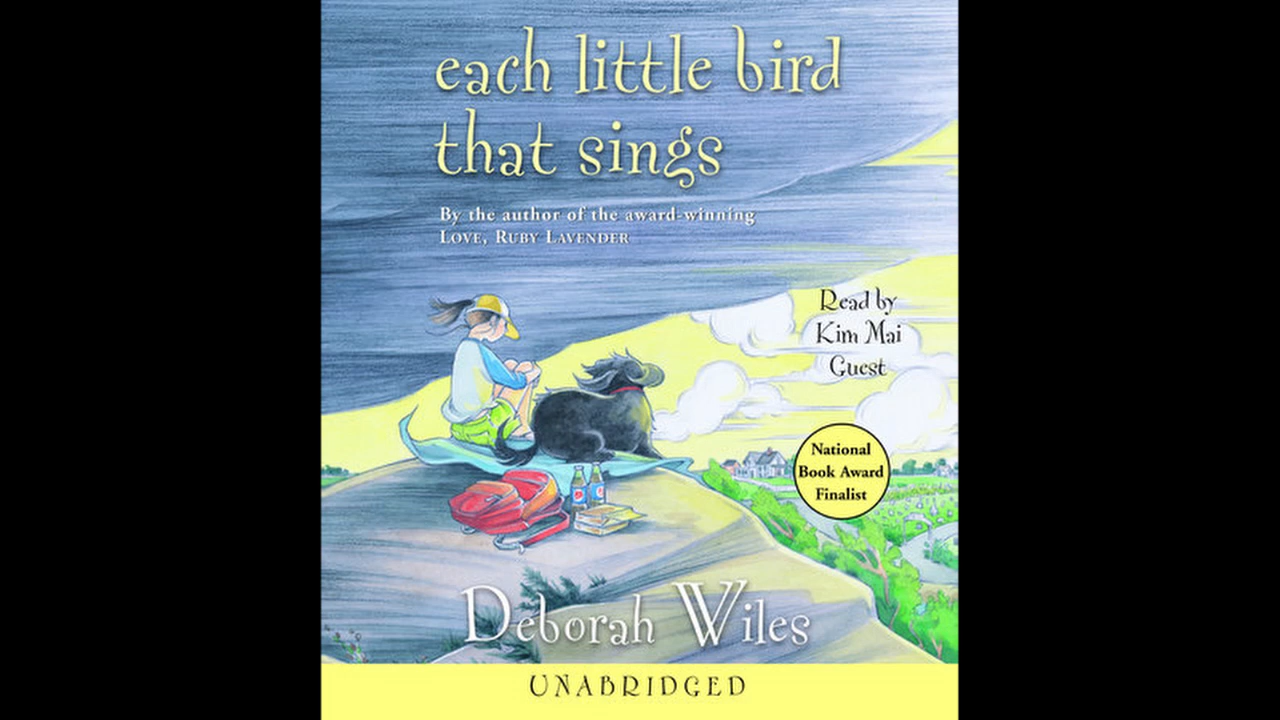 each little bird
that sings
By the author of the award-winning
LOVE, RUBY LAVENDER
Read by
Kim Mai
Guest
National
Book Award
Finalist
Deborah Wiles
UNABRIDGED